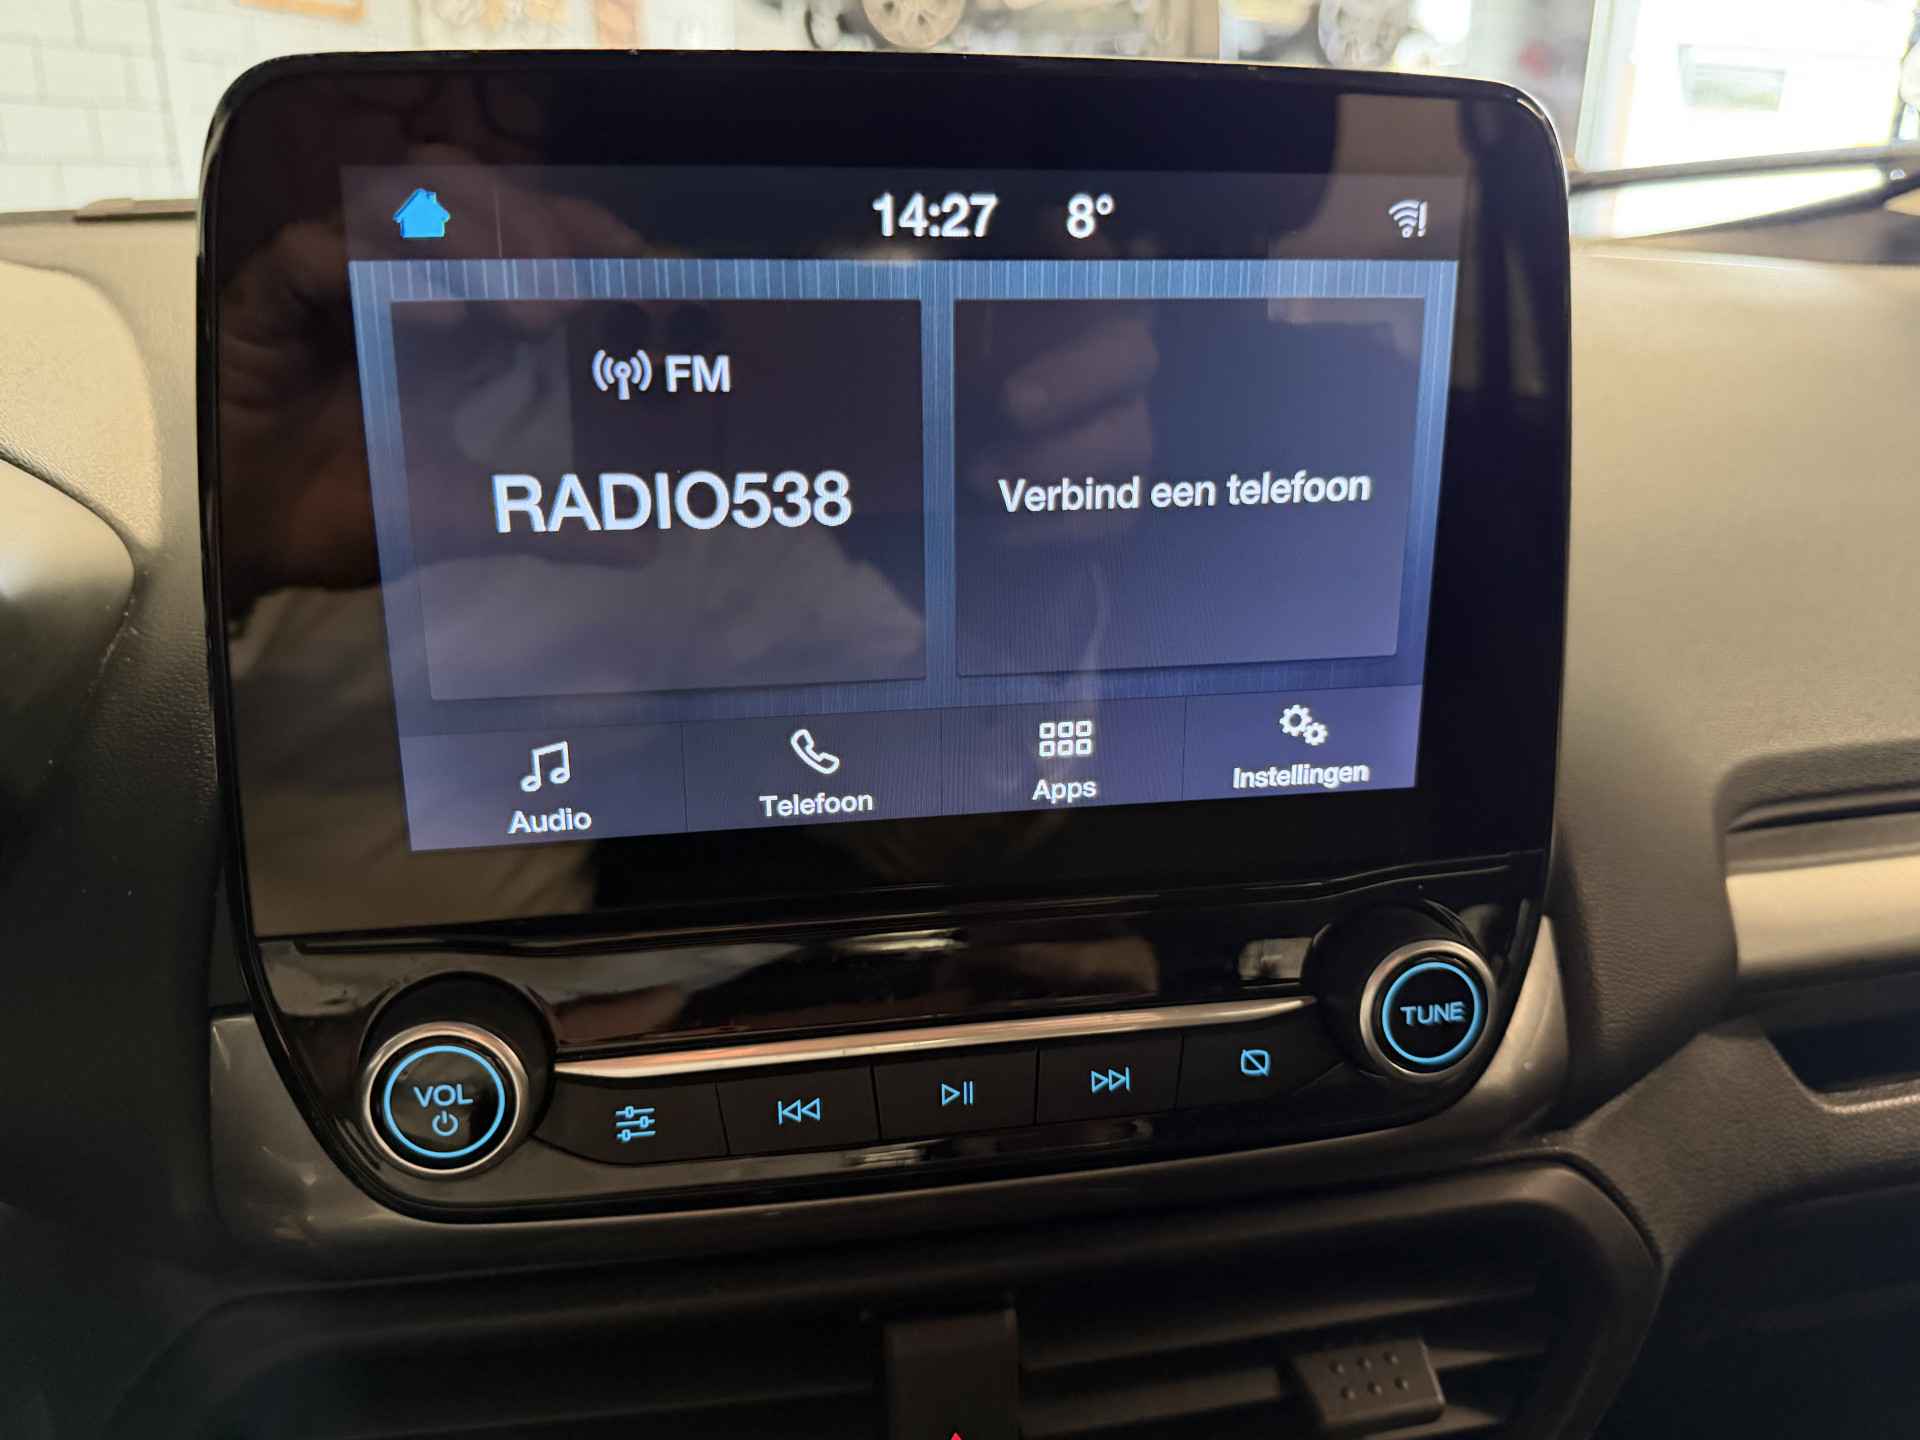 14:27 8°
FM
RADIO538
Verbind een telefoon
Audio
Telefoon
Apps
Instellingen
VOL
TUNE